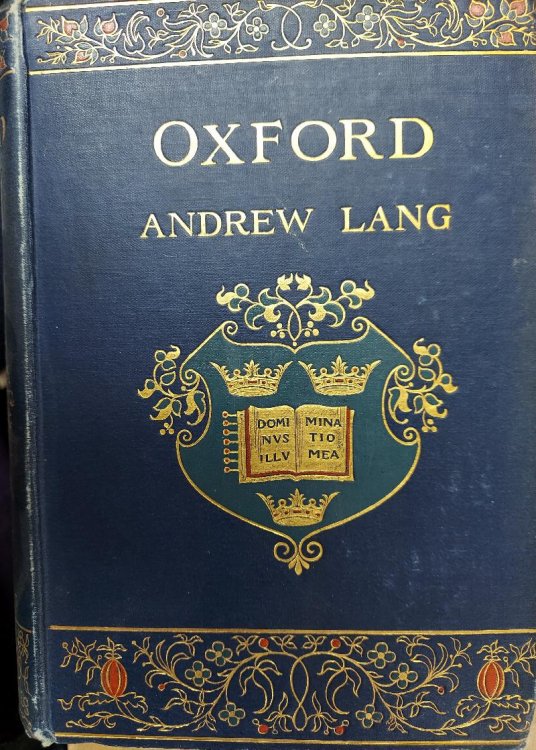 OXFORD
ANDREW LANG
DOMI MINA
NVS TIO
ILLV MEA